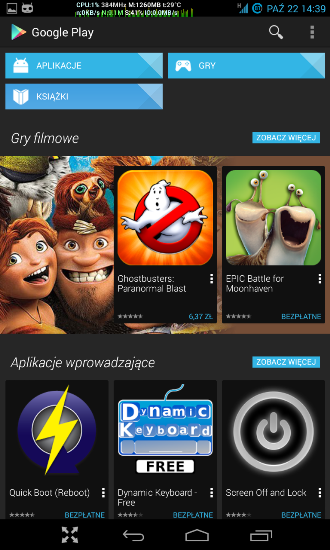 CPU:1% 384MHz M:1260MB t:29°C
PAŹ 22 14:39
Google Play
APLIKACJE
GRY
KSIĄŻKI
Gry filmowe
ZOBACZ WIĘCEJ
Ghostbusters:
Paranormal Blast
6,37 ZŁ
EPIC Battle for
Moonhaven
BEZPŁATNE
Aplikacje wprowadzające
ZOBACZ WIĘCEJ
Dynamic
Keyboard
FREE
Quick Boot (Reboot)
BEZPŁATNE
Dynamic Keyboard -
Free
BEZPŁATNE
Screen Off and Lock
BEZPŁATNE